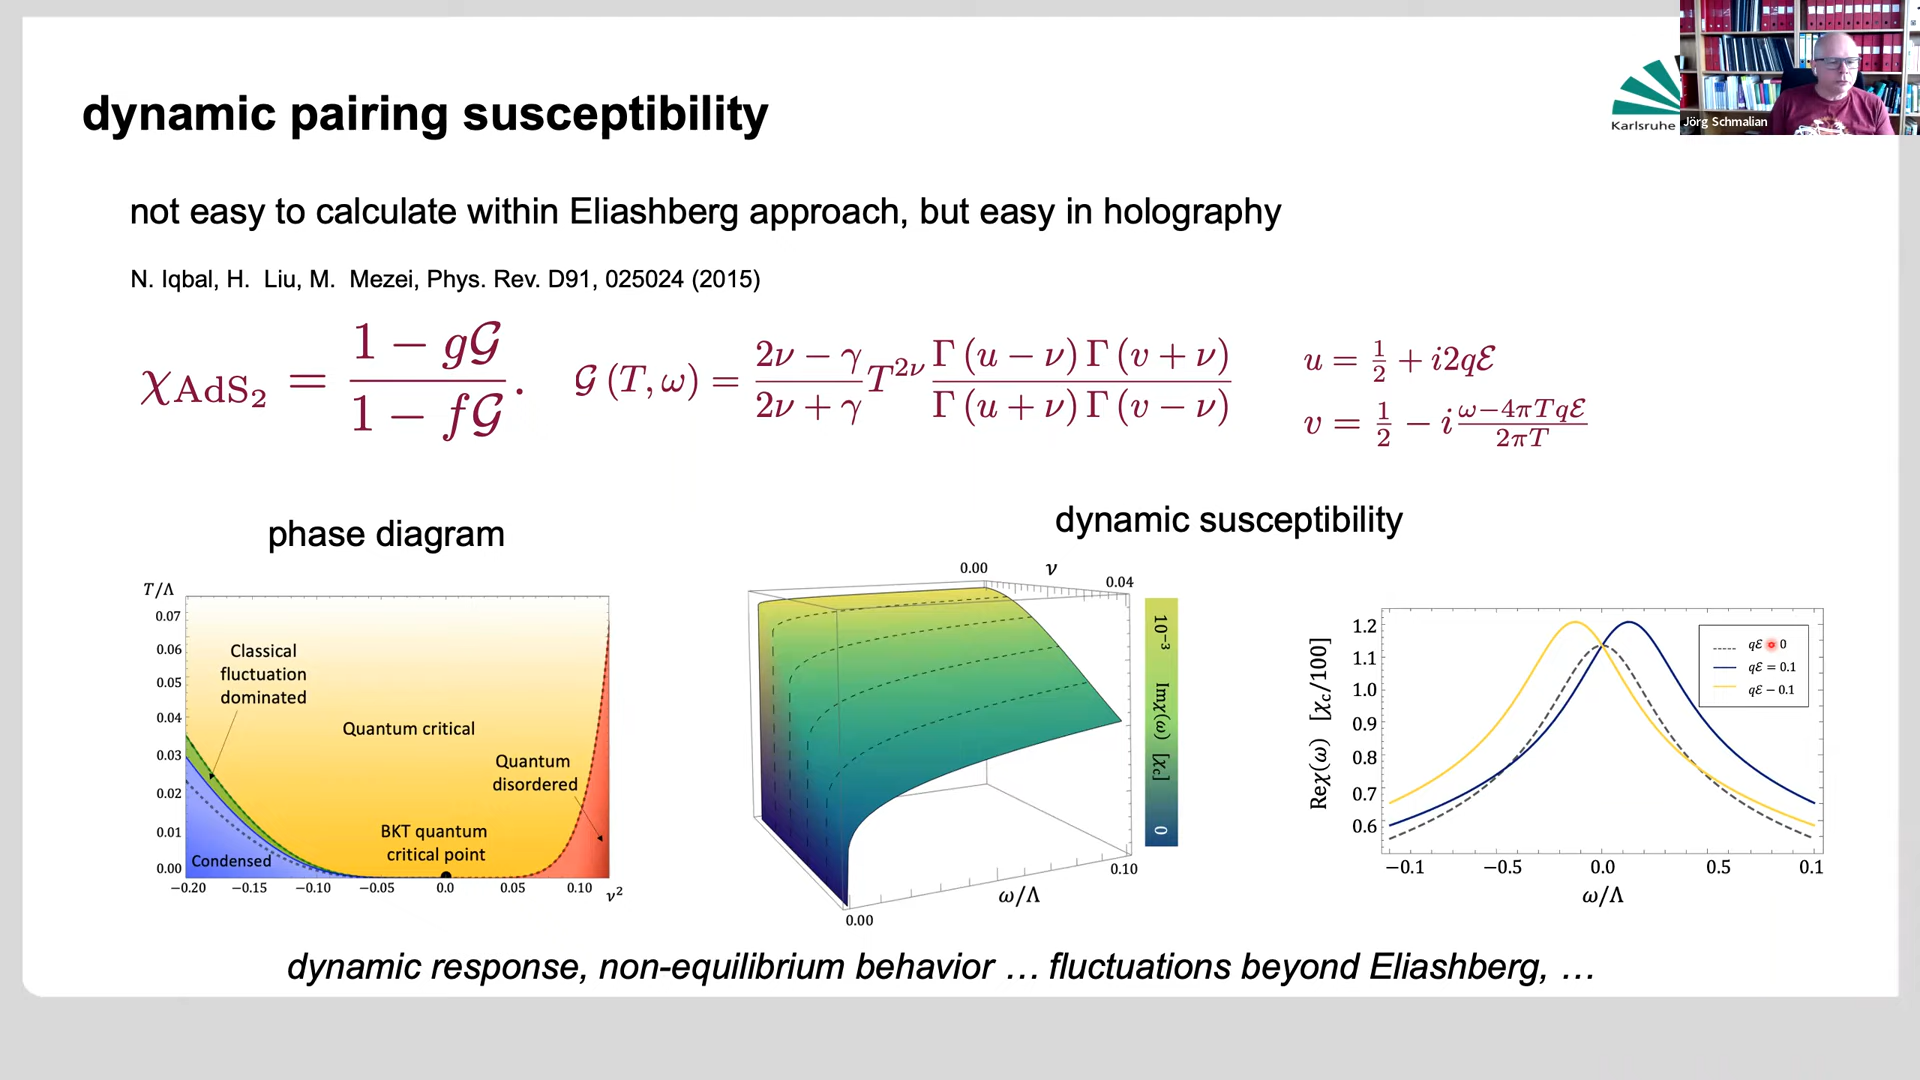 dynamic pairing susceptibility
Karlsruhe
Jörg Schmalian
not easy to calculate within Eliashberg approach, but easy in holography
N. Iqbal, H. Liu, M. Mezei, Phys. Rev. D91, 025024 (2015)
χ_AdS₂ = (1 − g𝒢) / (1 − f𝒢) .
𝒢 (T, ω) = (2ν − γ)/(2ν + γ) T^{2ν} (Γ (u − ν) Γ (v + ν)) / (Γ (u + ν) Γ (v − ν))
u = 1/2 + i2qℰ
v = 1/2 − i (ω−4πTqℰ)/(2πT)
phase diagram
T/Λ
0.07
0.06
0.05
0.04
0.03
0.02
0.01
0.00
Classical
fluctuation
dominated
Quantum critical
Quantum
disordered
BKT quantum
critical point
Condensed
−0.20 −0.15 −0.10 −0.05 0.0 0.05 0.10 ν²
dynamic susceptibility
0.00 ν 0.04
10⁻³ Imχ(ω) [χc] 0
0.10
ω/Λ
0.00
Reχ(ω) [χc/100]
1.2
1.1
1.0
0.9
0.8
0.7
0.6
qℰ 0
qℰ = 0.1
qℰ − 0.1
−0.1 −0.5 0.0 0.5 0.1
ω/Λ
dynamic response, non-equilibrium behavior … fluctuations beyond Eliashberg, …